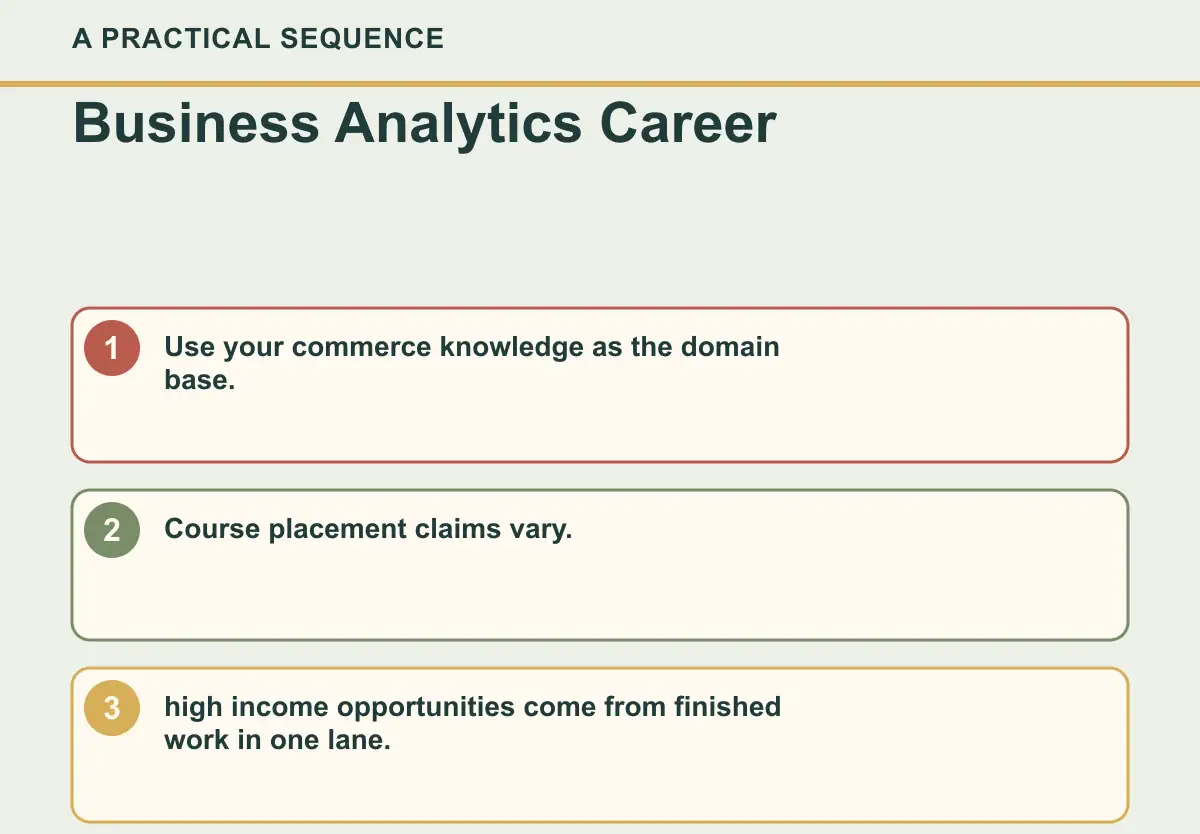 A PRACTICAL SEQUENCE
Business Analytics Career
1
Use your commerce knowledge as the domain
base.
2
Course placement claims vary.
3
high income opportunities come from finished
work in one lane.